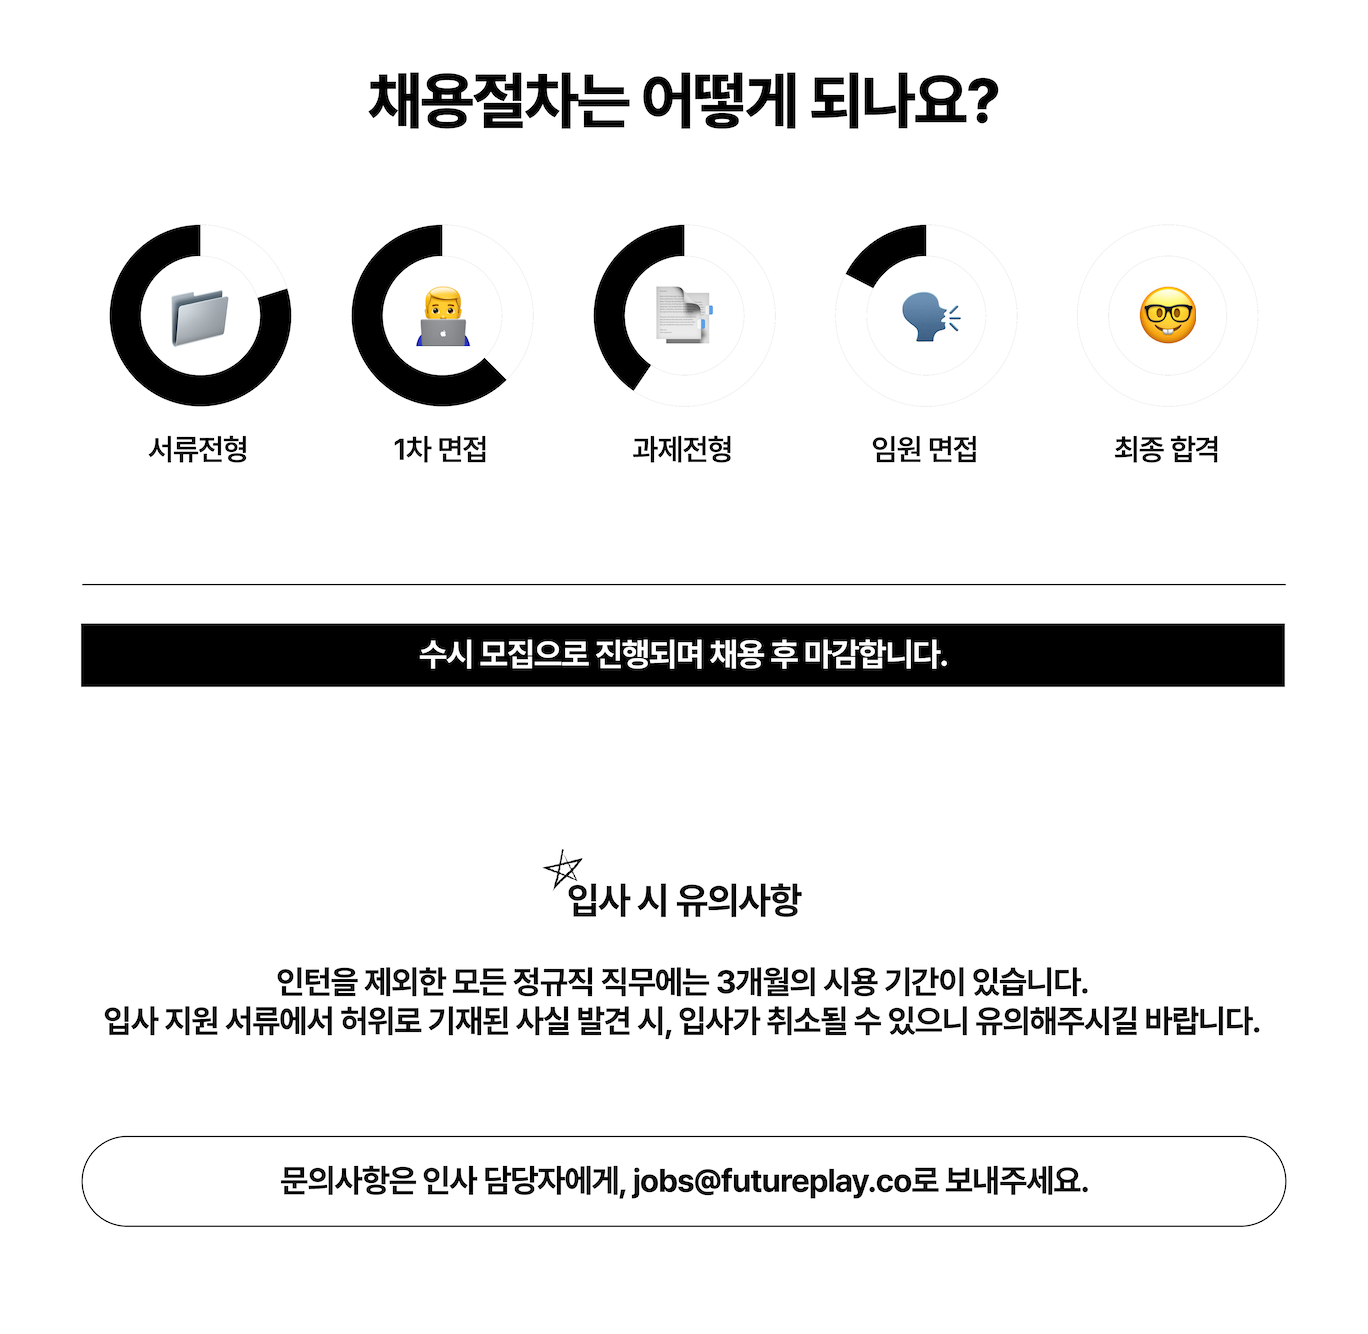 채용절차는 어떻게 되나요?
서류전형
1차 면접
과제전형
임원 면접
최종 합격
수시 모집으로 진행되며 채용 후 마감합니다.
입사 시 유의사항
인턴을 제외한 모든 정규직 직무에는 3개월의 시용 기간이 있습니다.
입사 지원 서류에서 허위로 기재된 사실 발견 시, 입사가 취소될 수 있으니 유의해주시길 바랍니다.
문의사항은 인사 담당자에게, jobs@futureplay.co로 보내주세요.